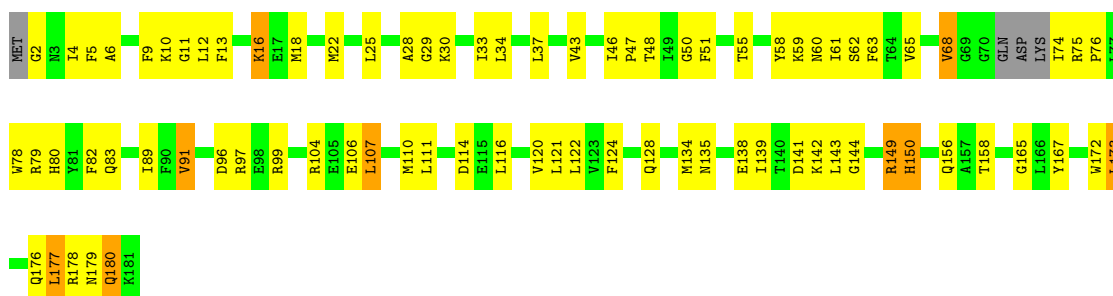 MET G2 N3 I4 F5 A6 F9 K10 G11 L12 F13 K16 E17 M18 M22 L25 A28 G29 K30 I33 L34 L37 V43 I46 P47 T48 I49 G50 F51 T55 Y58 K59 N60 I61 S62 F63 T64 V65 V68 G69 G70 GLN ASP LYS I74 R75 P76 L77
W78 R79 H80 Y81 F82 Q83 I89 F90 V91 D96 R97 E98 R99 R104 E105 E106 L107 M110 L111 D114 E115 L116 V120 L121 L122 V123 F124 Q128 M134 N135 E138 I139 T140 D141 K142 L143 G144 R149 H150 Q156 A157 T158 G165 L166 Y167 W172 L173
Q176 L177 R178 N179 Q180 K181